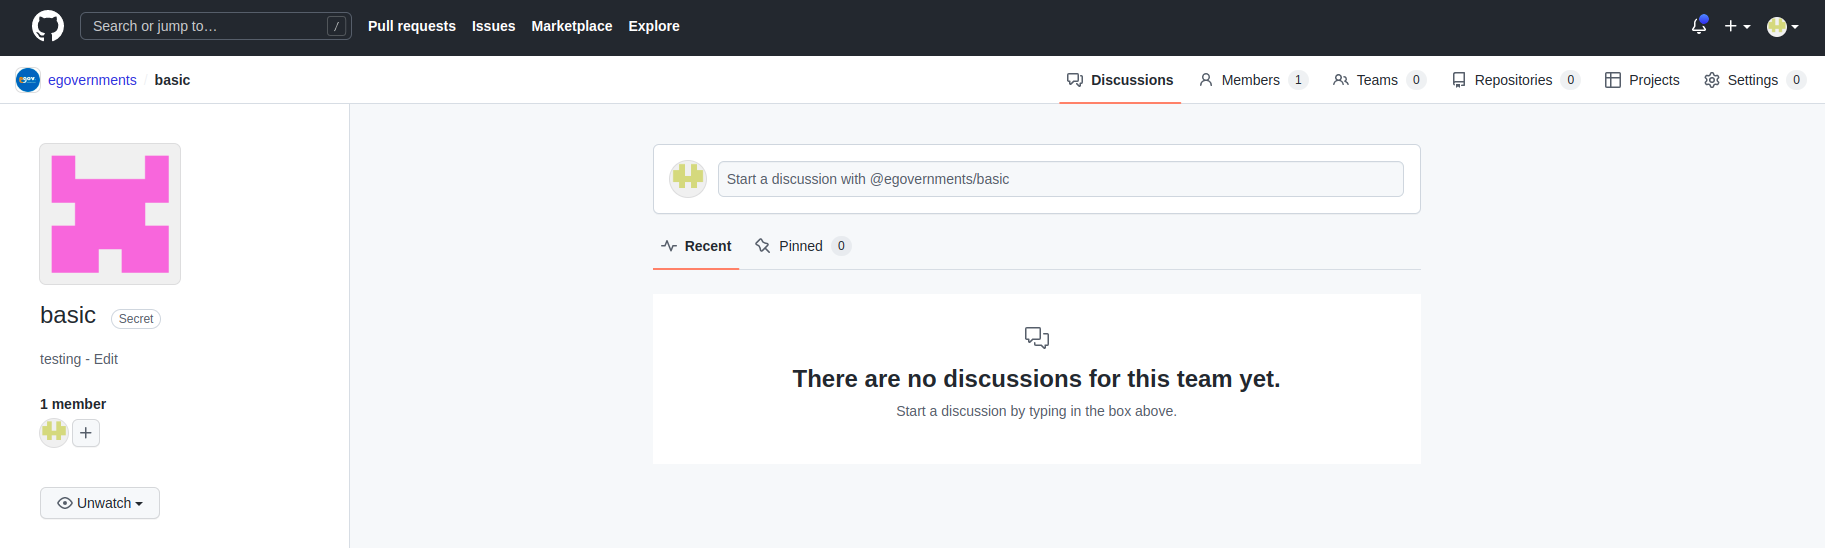 Search or jump to… /
Pull requests Issues Marketplace Explore
egov
egovernments / basic
Discussions Members 1 Teams 0 Repositories 0 Projects Settings 0
Start a discussion with @egovernments/basic
Recent Pinned 0
basic Secret
testing - Edit
1 member
Unwatch
There are no discussions for this team yet.
Start a discussion by typing in the box above.